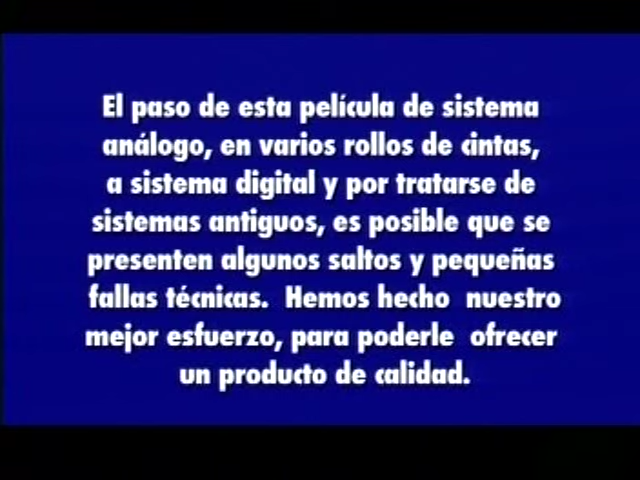 El paso de esta película de sistema
análogo, en varios rollos de cintas,
a sistema digital y por tratarse de
sistemas antiguos, es posible que se
presenten algunos saltos y pequeñas
fallas técnicas. Hemos hecho nuestro
mejor esfuerzo, para poderle ofrecer
un producto de calidad.